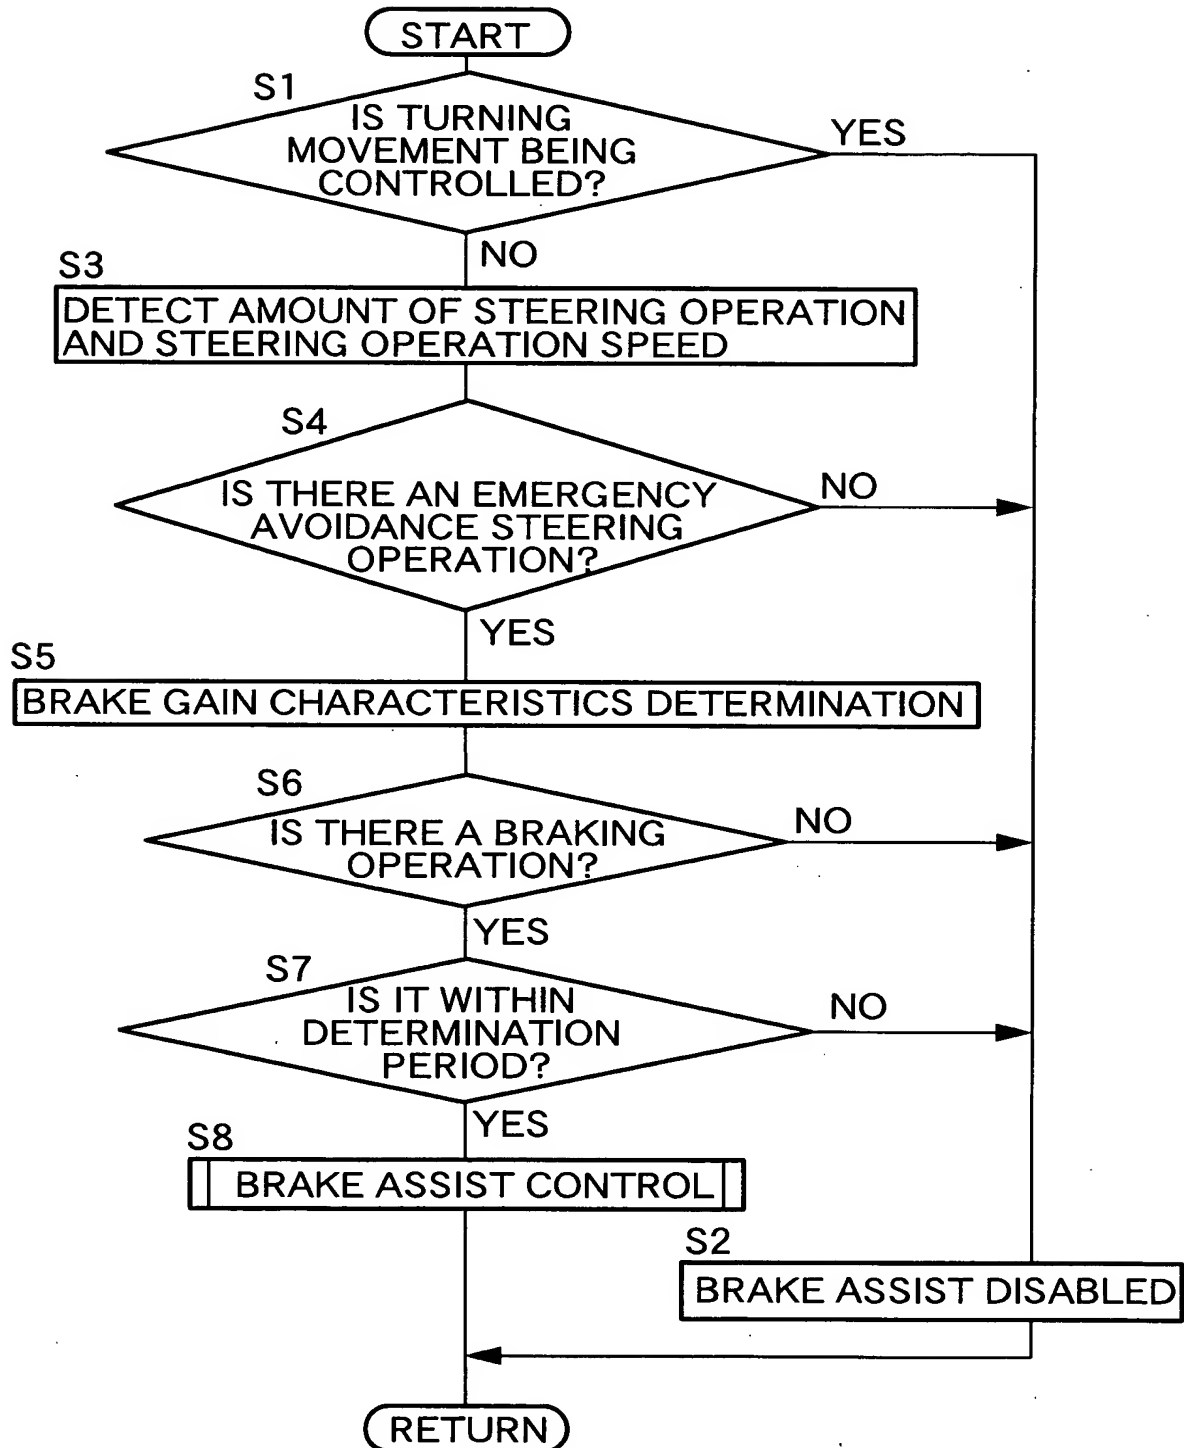 START
S1
IS TURNING
MOVEMENT BEING
CONTROLLED?
YES
NO
S3
DETECT AMOUNT OF STEERING OPERATION
AND STEERING OPERATION SPEED
S4
IS THERE AN EMERGENCY
AVOIDANCE STEERING
OPERATION?
NO
YES
S5
BRAKE GAIN CHARACTERISTICS DETERMINATION
S6
IS THERE A BRAKING
OPERATION?
NO
YES
S7
IS IT WITHIN
DETERMINATION
PERIOD?
NO
YES
S8
BRAKE ASSIST CONTROL
S2
BRAKE ASSIST DISABLED
RETURN